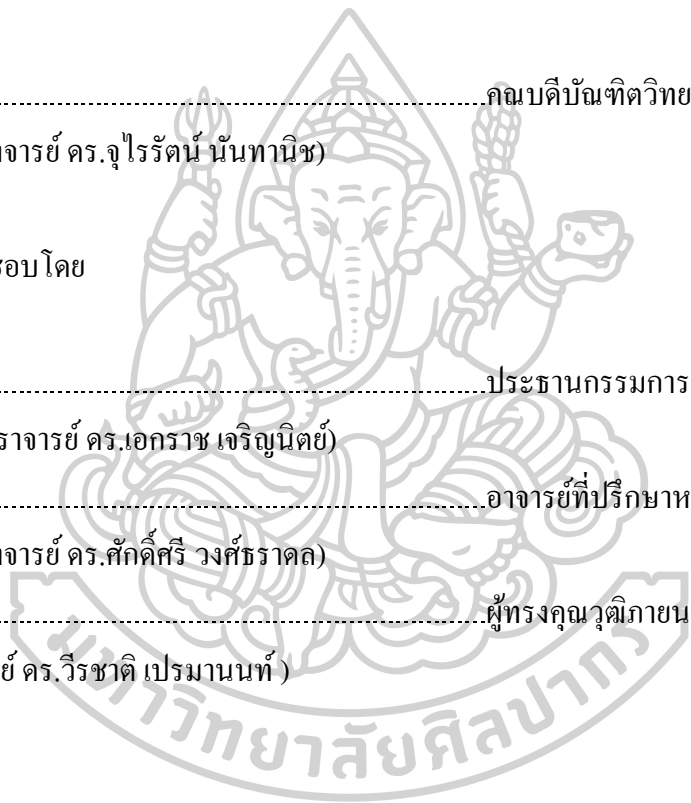 คณบดีบัณฑิตวิทย
จารย์ ดร.จุไรรัตน์ นันทานิช)
สอบโดย
ประธานกรรมการ
ราจารย์ ดร.เอกราช เจริญนิตย์)
อาจารย์ที่ปรึกษาห
จารย์ ดร.ศักดิ์ศรี วงศ์ธราดล)
ผู้ทรงคุณวุฒิภายน
ย์ ดร.วีรชาติ เปรมานนท์ )
มหาวิทยาลัยศิลปากร